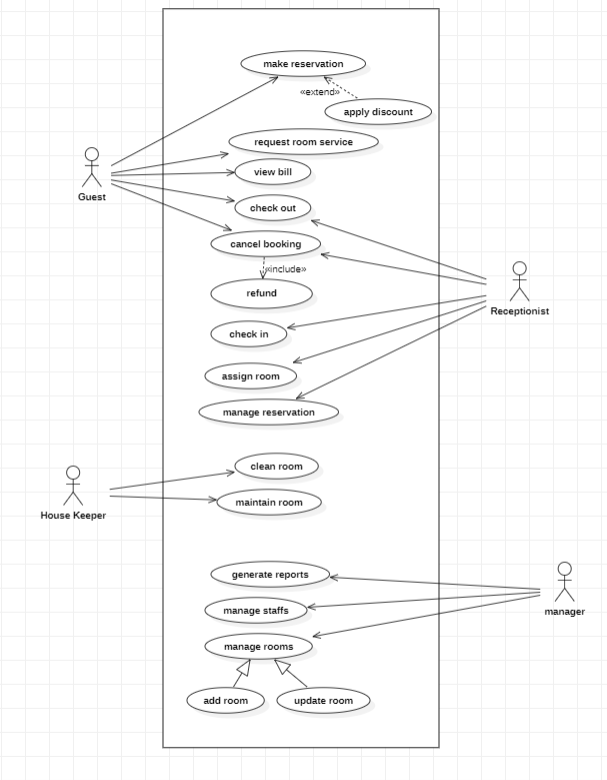 make reservation
«extend»
apply discount
request room service
view bill
Guest
check out
cancel booking
«include»
refund
Receptionist
check in
assign room
manage reservation
clean room
maintain room
House Keeper
generate reports
manage staffs
manager
manage rooms
add room
update room